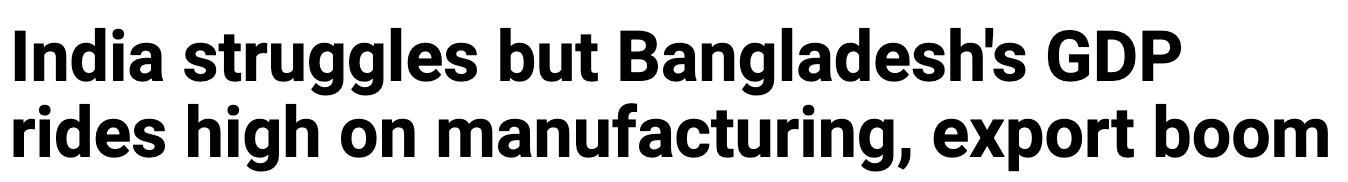 India struggles but Bangladesh's GDP
rides high on manufacturing, export boom